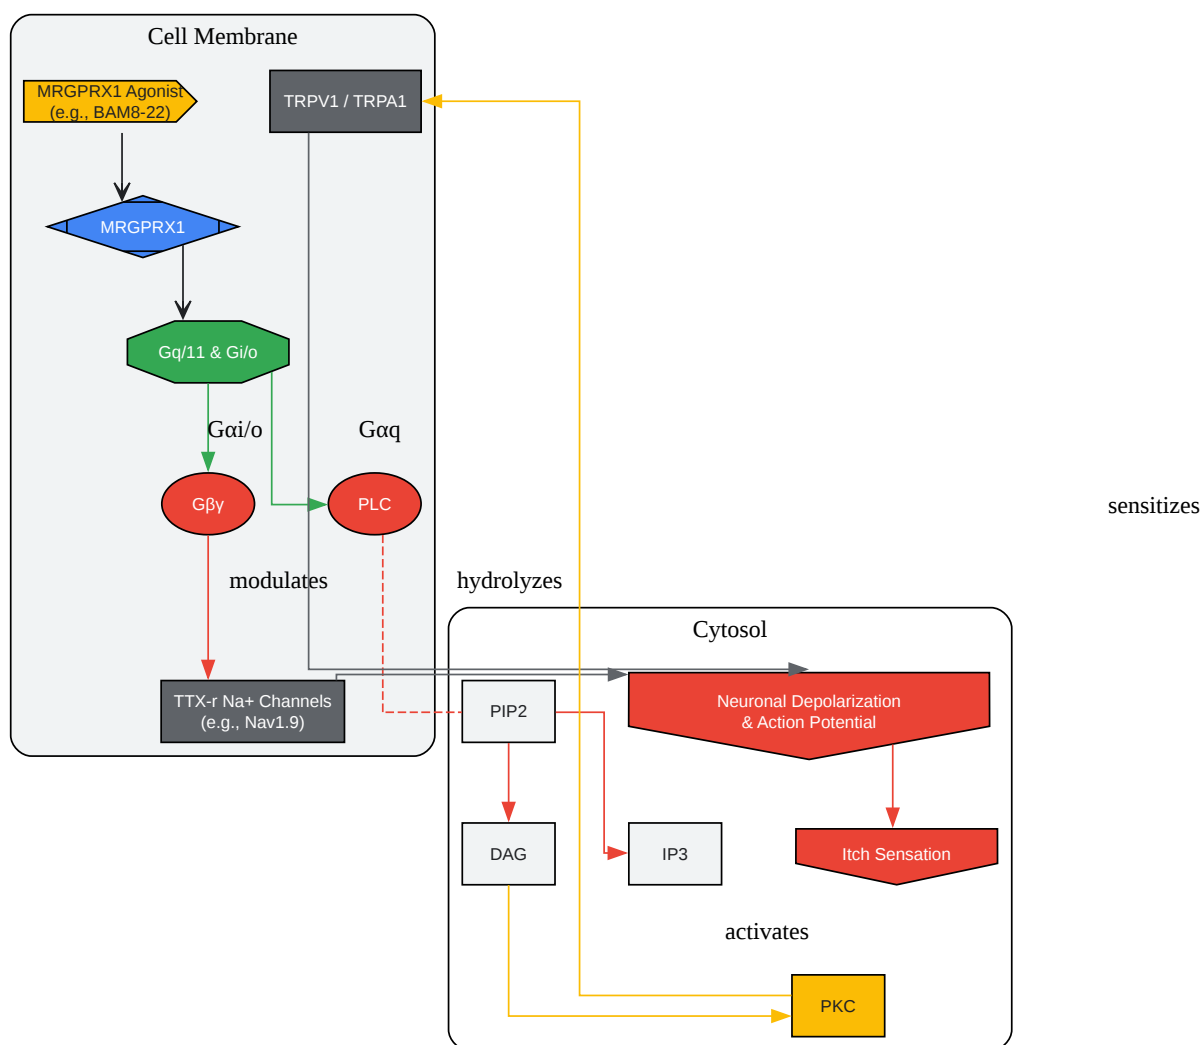 Cell Membrane
MRGPRX1 Agonist
(e.g., BAM8-22)
TRPV1 / TRPA1
MRGPRX1
Gq/11 & Gi/o
Gαi/o
Gαq
Gβγ
PLC
sensitizes
modulates
hydrolyzes
Cytosol
TTX-r Na+ Channels
(e.g., Nav1.9)
PIP2
Neuronal Depolarization
& Action Potential
DAG
IP3
Itch Sensation
activates
PKC